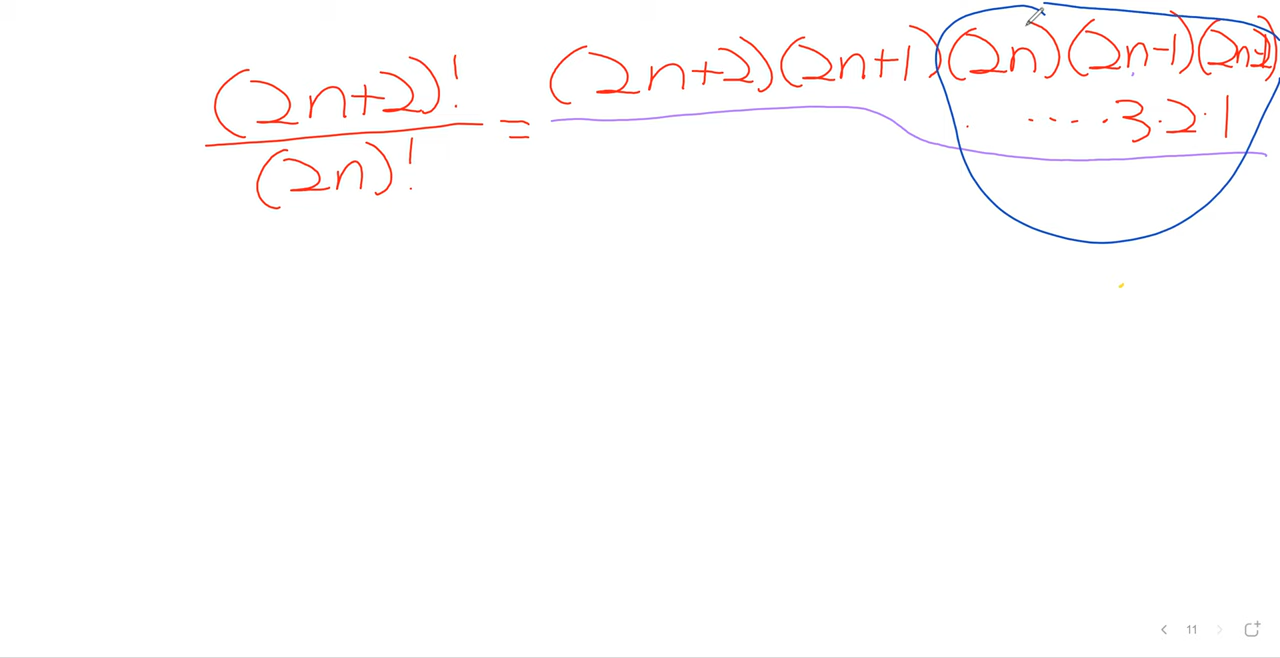 (2n+2)! / (2n)! = (2n+2)(2n+1)(2n)(2n-1)(2n-2)
. ....3.2.1
11